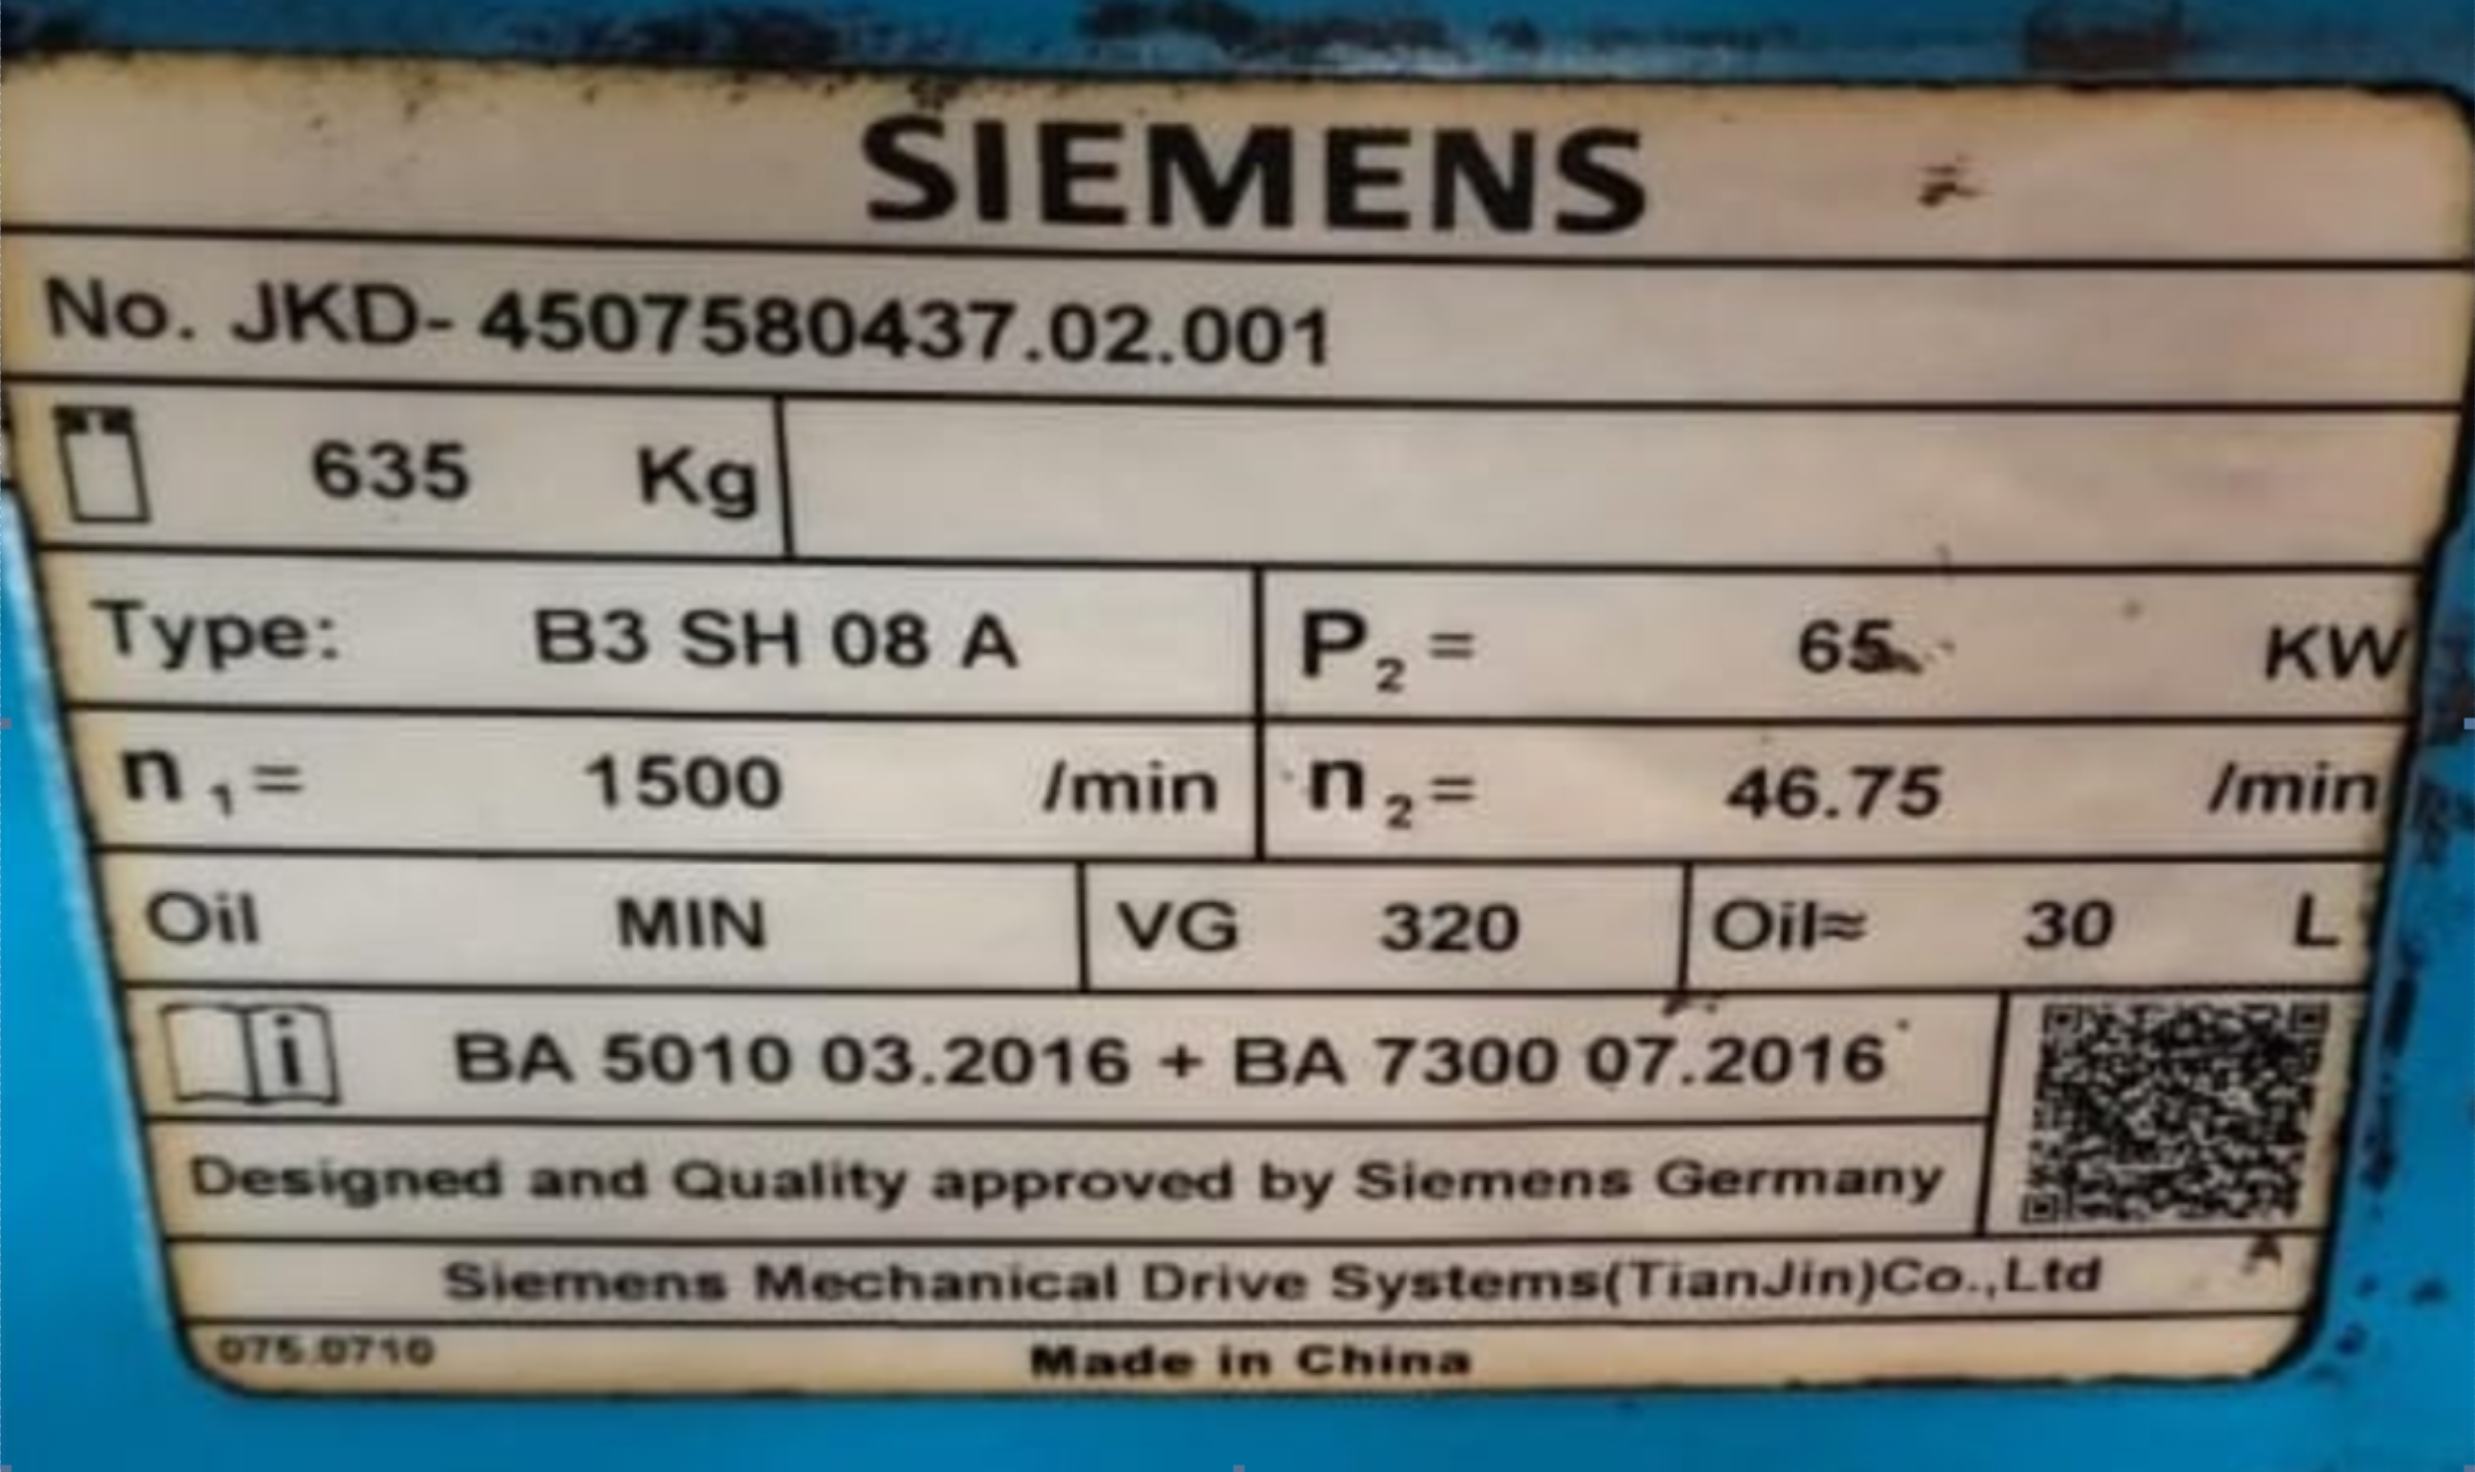 SIEMENS
No. JKD- 4507580437.02.001
635 Kg
Type: B3 SH 08 A P2= 65 KW
n1= 1500 /min n2= 46.75 /min
Oil MIN VG 320 Oil≈ 30 L
i BA 5010 03.2016 + BA 7300 07.2016
Designed and Quality approved by Siemens Germany
Siemens Mechanical Drive Systems(TianJin)Co.,Ltd
075.0710 Made in China